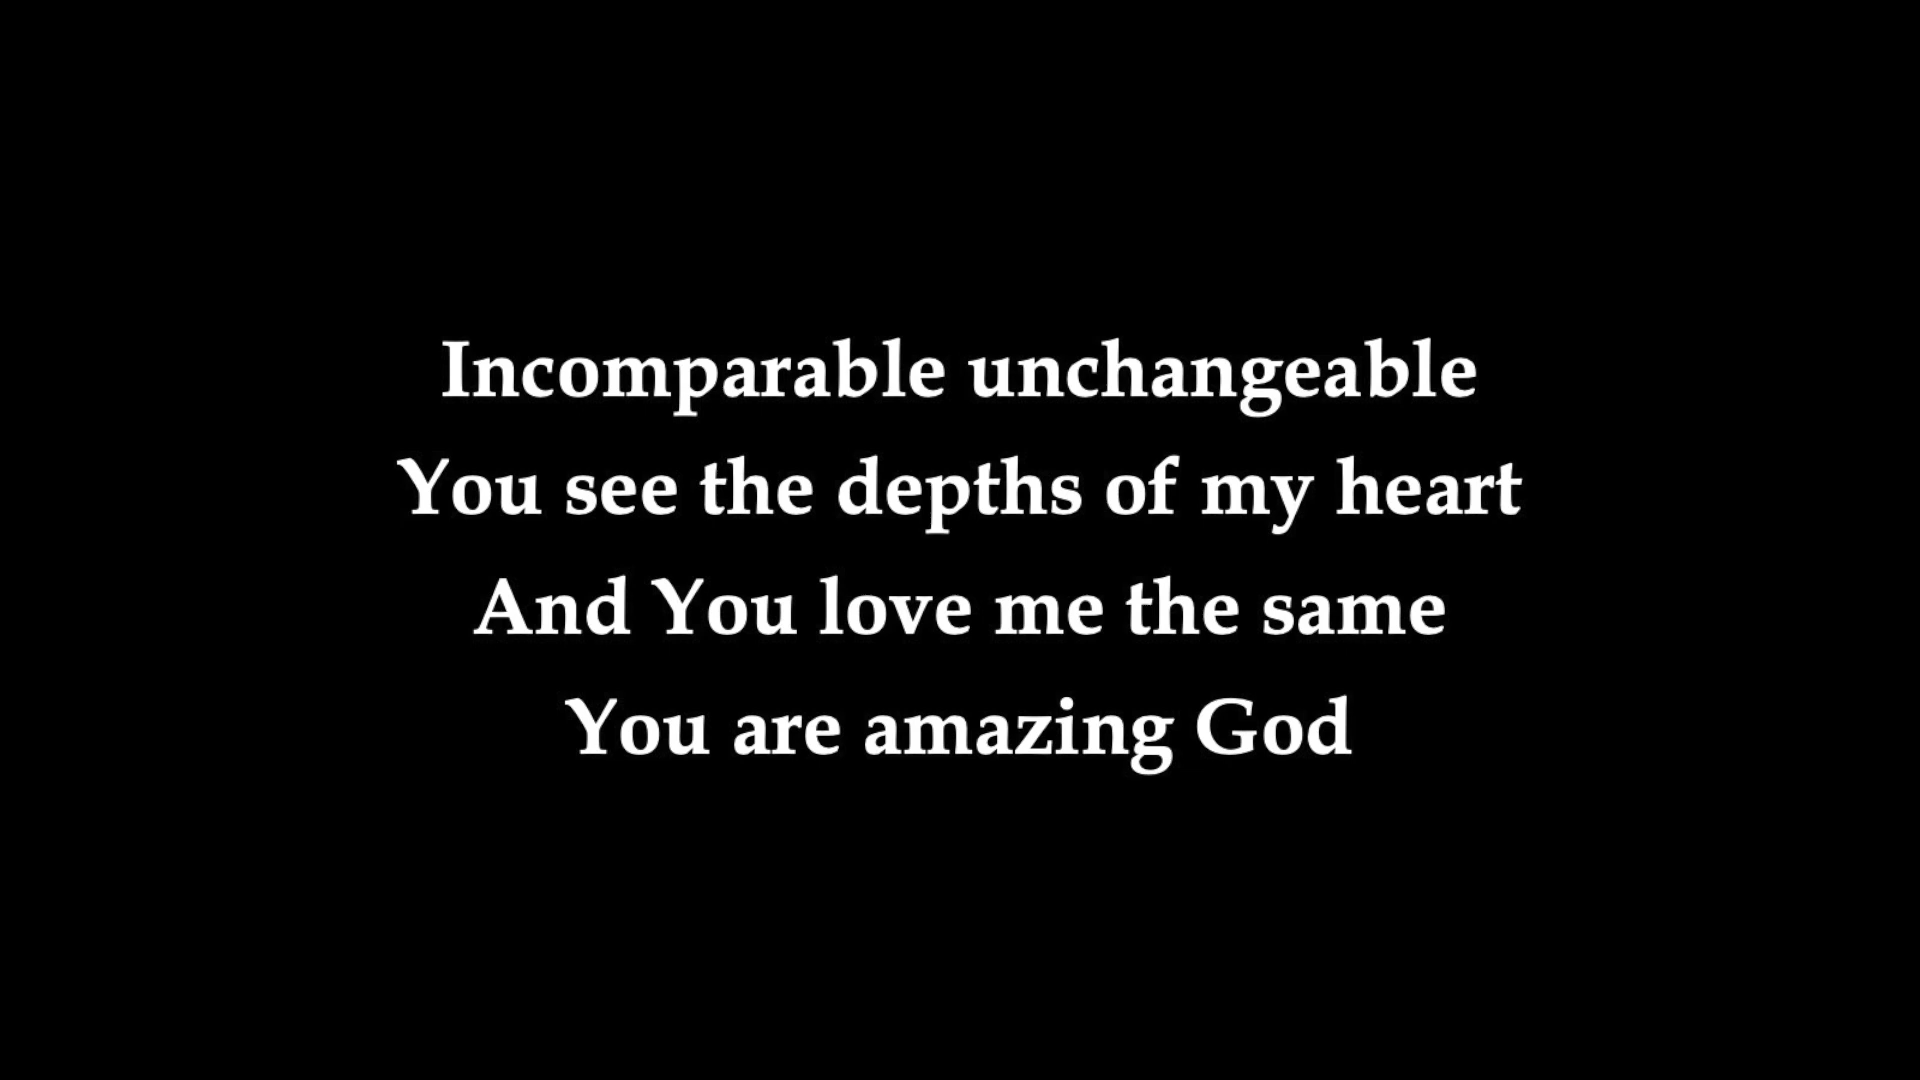 Incomparable unchangeable
You see the depths of my heart
And You love me the same
You are amazing God